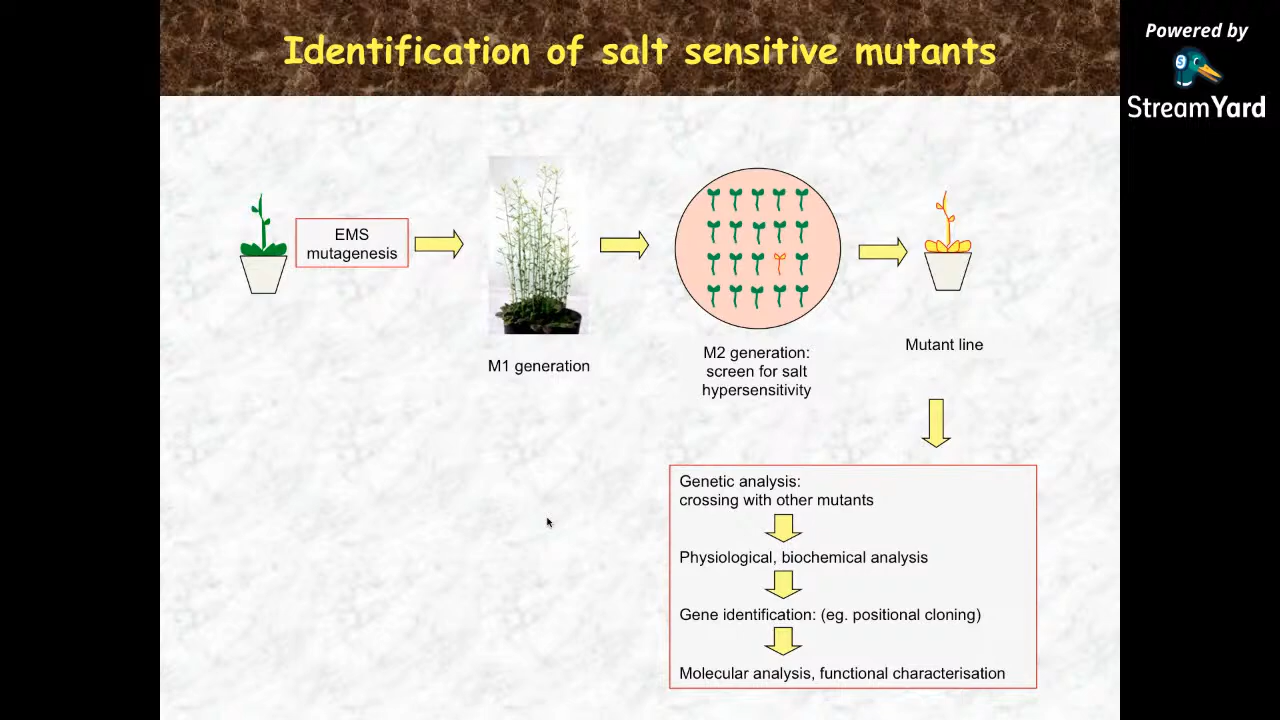 Identification of salt sensitive mutants
Powered by
StreamYard
EMS
mutagenesis
M1 generation
M2 generation:
screen for salt
hypersensitivity
Mutant line
Genetic analysis:
crossing with other mutants
Physiological, biochemical analysis
Gene identification: (eg. positional cloning)
Molecular analysis, functional characterisation